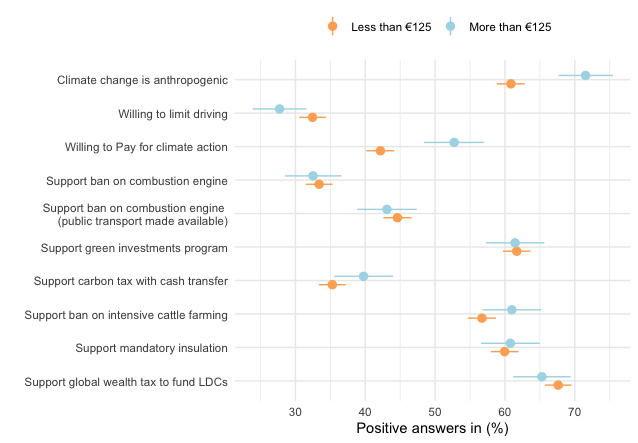 Less than €125
More than €125
Climate change is anthropogenic
Willing to limit driving
Willing to Pay for climate action
Support ban on combustion engine
Support ban on combustion engine
(public transport made available)
Support green investments program
Support carbon tax with cash transfer
Support ban on intensive cattle farming
Support mandatory insulation
Support global wealth tax to fund LDCs
30 40 50 60 70
Positive answers in (%)